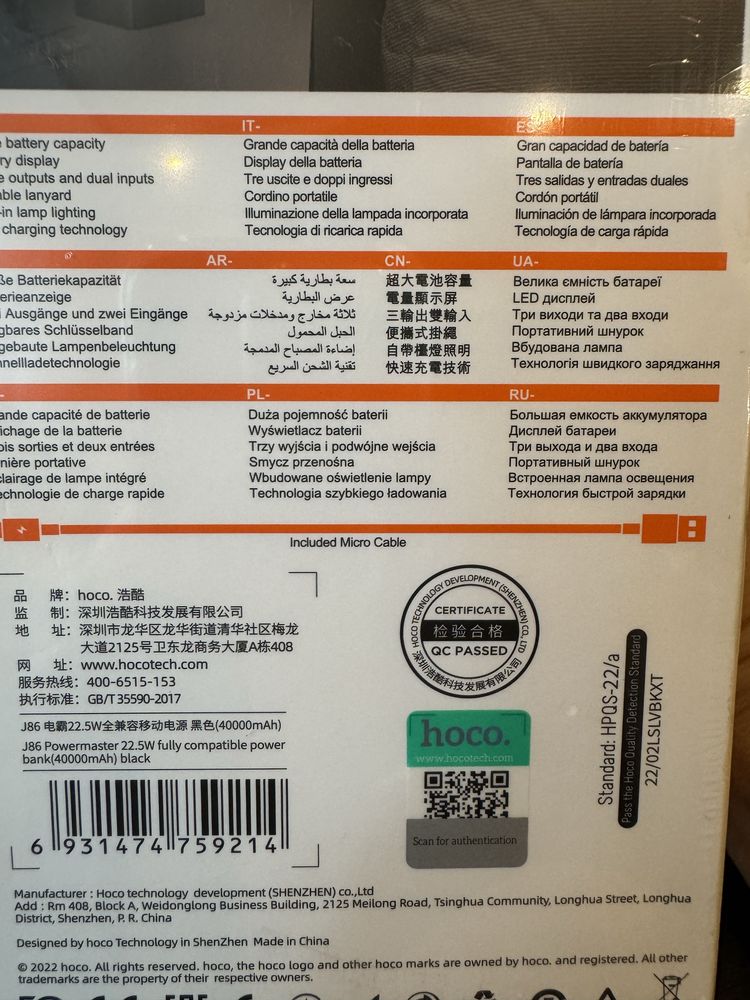 IT-
ES-
battery capacity
display
outputs and dual inputs
lanyard
lamp lighting
charging technology
Grande capacità della batteria
Display della batteria
Tre uscite e doppi ingressi
Cordino portatile
Illuminazione della lampada incorporata
Tecnologia di ricarica rapida
Gran capacidad de batería
Pantalla de batería
Tres salidas y entradas duales
Cordón portátil
Iluminación de lámpara incorporada
Tecnología de carga rápida
AR-
CN-
UA-
Batteriekapazität
Ausgänge und zwei Eingänge
Schlüsselband
Lampenbeleuchtung
سعة بطارية كبيرة
عرض البطارية
ثلاثة مخارج ومدخلات مزدوجة
الحبل المحمول
إضاءة المصباح المدمجة
تقنية الشحن السريع
超大電池容量
電量顯示屏
三輸出雙輸入
便攜式掛繩
自帶檯燈照明
快速充電技術
Велика ємність батареї
LED дисплей
Три виходи та два входи
Портативний шнурок
Вбудована лампа
Технологія швидкого заряджання
PL-
RU-
capacité de batterie
de la batterie
sorties et deux entrées
portative
de lampe intégré
de charge rapide
Duża pojemność baterii
Wyświetlacz baterii
Trzy wyjścia i podwójne wejścia
Smycz przenośna
Wbudowane oświetlenie lampy
Technologia szybkiego ładowania
Большая емкость аккумулятора
Дисплей батареи
Три выхода и два входа
Портативный шнурок
Встроенная лампа освещения
Технология быстрой зарядки
Included Micro Cable
品 牌: hoco. 浩酷
监 制: 深圳浩酷科技发展有限公司
地 址: 深圳市龙华区龙华街道清华社区梅龙
大道2125号卫东龙商务大厦A栋408
网 址: www.hocotech.com
服务热线: 400-6515-153
执行标准: GB/T 35590-2017
J86 电霸22.5W全兼容移动电源 黑色(40000mAh)
J86 Powermaster 22.5W fully compatible power
bank(40000mAh) black
6 931474 759214
HOCO TECHNOLOGY DEVELOPMENT (SHENZHEN) CO.,LTD
CERTIFICATE
检验合格
QC PASSED
深圳浩酷科技发展有限公司
hoco.
www.hocotech.com
Scan for authentication
Standard: HPQS-22/a
Pass the Hoco Quality Detection Standard
22/02LSLVBKXT
Manufacturer : Hoco technology development (SHENZHEN) co.,Ltd
Add : Rm 408, Block A, Weidonglong Business Building, 2125 Meilong Road, Tsinghua Community, Longhua Street, Longhua
District, Shenzhen, P. R. China
Designed by hoco Technology in ShenZhen Made in China
© 2022 hoco. All rights reserved. hoco, the hoco logo and other hoco marks are owned by hoco. and registered. All other
trademarks are the property of their respective owners.